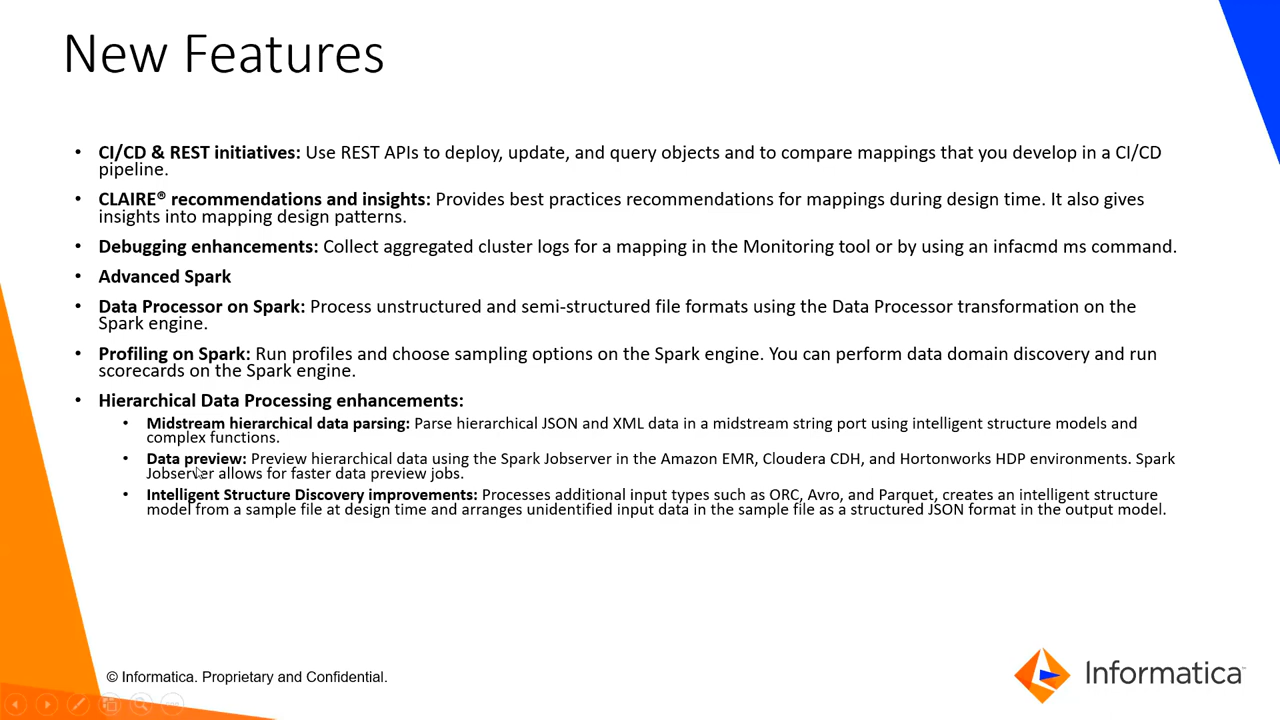 New Features
• CI/CD & REST initiatives: Use REST APIs to deploy, update, and query objects and to compare mappings that you develop in a CI/CD
pipeline.
• CLAIRE® recommendations and insights: Provides best practices recommendations for mappings during design time. It also gives
insights into mapping design patterns.
• Debugging enhancements: Collect aggregated cluster logs for a mapping in the Monitoring tool or by using an infacmd ms command.
• Advanced Spark
• Data Processor on Spark: Process unstructured and semi-structured file formats using the Data Processor transformation on the
Spark engine.
• Profiling on Spark: Run profiles and choose sampling options on the Spark engine. You can perform data domain discovery and run
scorecards on the Spark engine.
• Hierarchical Data Processing enhancements:
• Midstream hierarchical data parsing: Parse hierarchical JSON and XML data in a midstream string port using intelligent structure models and
complex functions.
• Data preview: Preview hierarchical data using the Spark Jobserver in the Amazon EMR, Cloudera CDH, and Hortonworks HDP environments. Spark
Jobserver allows for faster data preview jobs.
• Intelligent Structure Discovery improvements: Processes additional input types such as ORC, Avro, and Parquet, creates an intelligent structure
model from a sample file at design time and arranges unidentified input data in the sample file as a structured JSON format in the output model.
© Informatica. Proprietary and Confidential.
Informatica™